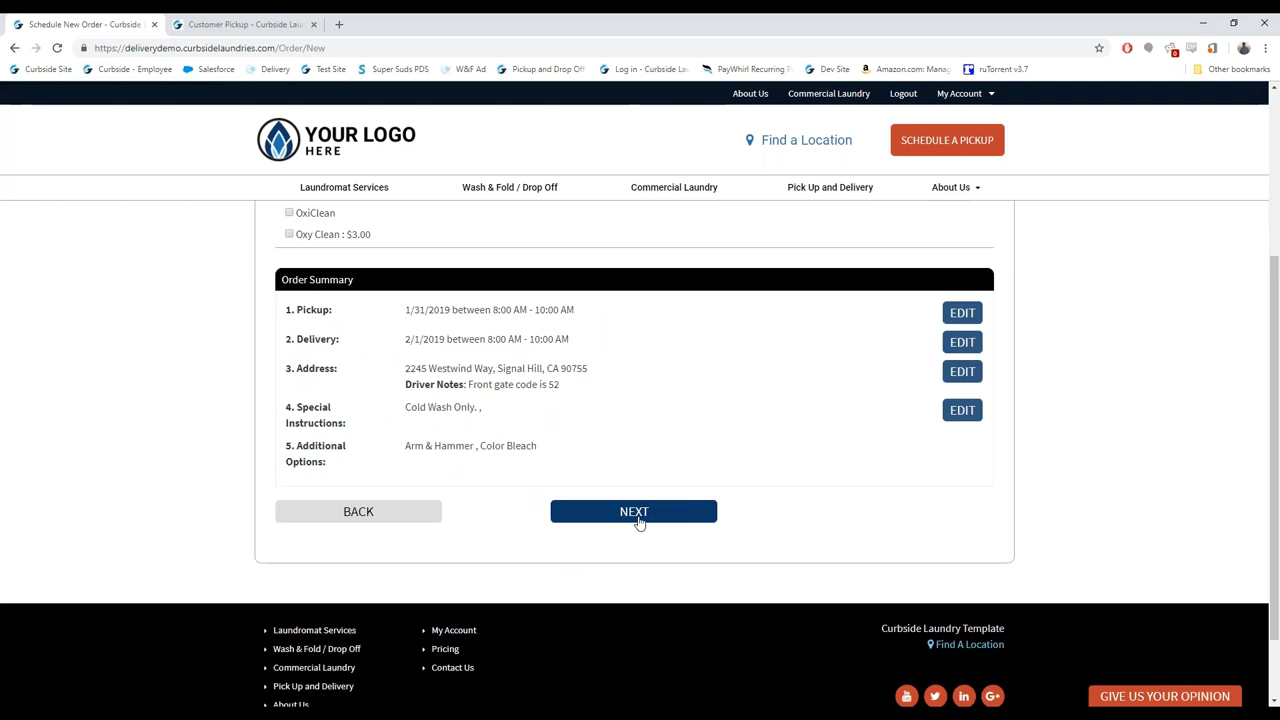 Schedule New Order - Curbside L
Customer Pickup - Curbside Lau
https://deliverydemo.curbsidelaundries.com/Order/New
Curbside Site
Curbside - Employee
Salesforce
Delivery
Test Site
Super Suds PDS
W&F Ad
Pickup and Drop Off
Log in - Curbside La
PayWhirl Recurring P
Dev Site
Amazon.com: Manag
ruTorrent v3.7
Other bookmarks
About Us
Commercial Laundry
Logout
My Account
YOUR LOGO
HERE
Find a Location
SCHEDULE A PICKUP
Laundromat Services
Wash & Fold / Drop Off
Commercial Laundry
Pick Up and Delivery
About Us
OxiClean
Oxy Clean : $3.00
Order Summary
1. Pickup:
1/31/2019 between 8:00 AM - 10:00 AM
EDIT
2. Delivery:
2/1/2019 between 8:00 AM - 10:00 AM
EDIT
3. Address:
2245 Westwind Way, Signal Hill, CA 90755
EDIT
Driver Notes: Front gate code is 52
4. Special
Instructions:
Cold Wash Only. ,
EDIT
5. Additional
Options:
Arm & Hammer , Color Bleach
BACK
NEXT
Laundromat Services
Wash & Fold / Drop Off
Commercial Laundry
Pick Up and Delivery
About Us
My Account
Pricing
Contact Us
Curbside Laundry Template
Find A Location
You Tube
in
G+
GIVE US YOUR OPINION